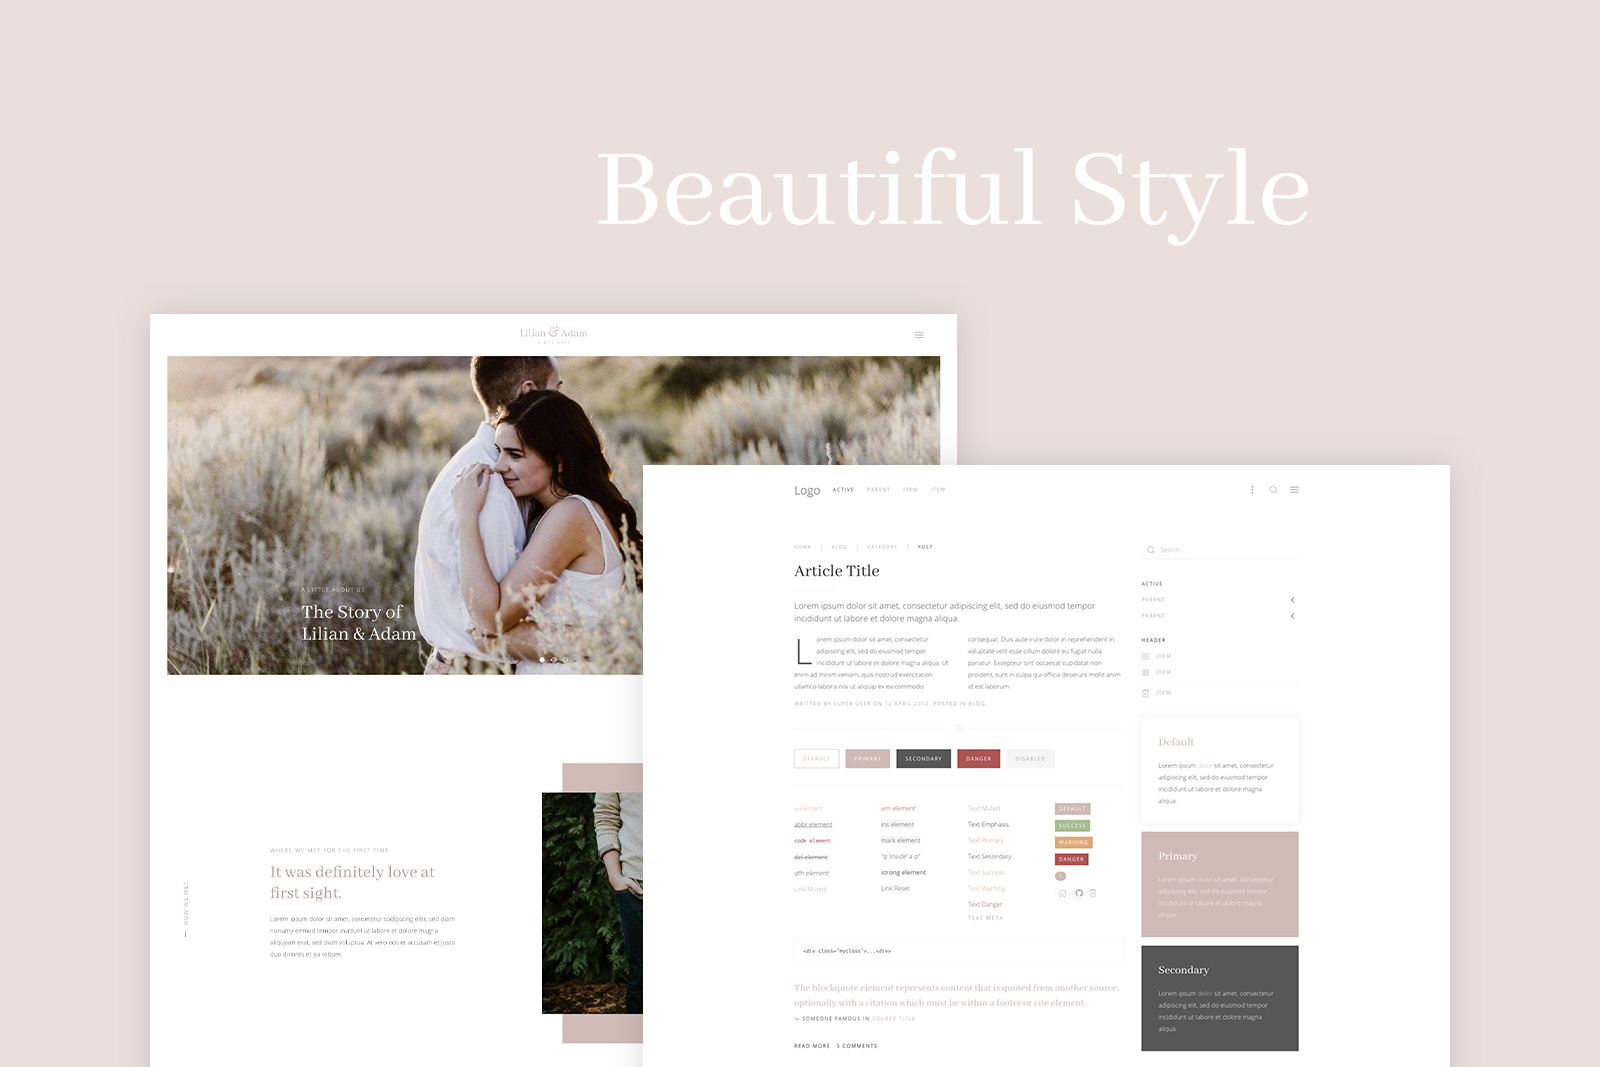 Beautiful Style
Lilian & Adam
A LITTLE ABOUT US
The Story of
Lilian & Adam
HOW WE MET
WHERE WE MET FOR THE FIRST TIME
It was definitely love at
first sight.
Lorem ipsum dolor sit amet, consetetur sadipscing elitr, sed diam
nonumy eirmod tempor invidunt ut labore et dolore magna
aliquyam erat, sed diam voluptua. At vero eos et accusam et justo
duo dolores et ea rebum.
Logo ACTIVE PARENT ITEM ITEM
HOME | BLOG | CATEGORY | POST
Article Title
Lorem ipsum dolor sit amet, consectetur adipiscing elit, sed do eiusmod tempor
incididunt ut labore et dolore magna aliqua.
Lorem ipsum dolor sit amet, consectetur
adipiscing elit, sed do eiusmod tempor
incididunt ut labore et dolore magna aliqua. Ut
enim ad minim veniam, quis nostrud exercitation
ullamco laboris nisi ut aliquip ex ea commodo
consequat. Duis aute irure dolor in reprehenderit in
voluptate velit esse cillum dolore eu fugiat nulla
pariatur. Excepteur sint occaecat cupidatat non
proident, sunt in culpa qui officia deserunt mollit anim
id est laborum.
WRITTEN BY SUPER USER ON 12 APRIL 2012. POSTED IN BLOG
DEFAULT PRIMARY SECONDARY DANGER DISABLED
a element
abbr element
code element
del element
dfn element
Link Muted
em element
ins element
mark element
"q 'inside' a q"
strong element
Link Reset
Text Muted
Text Emphasis
Text Primary
Text Secondary
Text Success
Text Warning
Text Danger
TEXT META
DEFAULT
SUCCESS
WARNING
DANGER
<div class="myclass">...<div>
The blockquote element represents content that is quoted from another source,
optionally with a citation which must be within a footer or cite element.
— SOMEONE FAMOUS IN SOURCE TITLE
READ MORE 5 COMMENTS
Search...
ACTIVE
PARENT
PARENT
HEADER
ITEM
ITEM
ITEM
Default
Lorem ipsum dolor sit amet, consectetur
adipiscing elit, sed do eiusmod tempor
incididunt ut labore et dolore magna
aliqua.
Primary
Lorem ipsum dolor sit amet, consectetur
adipiscing elit, sed do eiusmod tempor
incididunt ut labore et dolore magna
aliqua.
Secondary
Lorem ipsum dolor sit amet, consectetur
adipiscing elit, sed do eiusmod tempor
incididunt ut labore et dolore magna
aliqua.